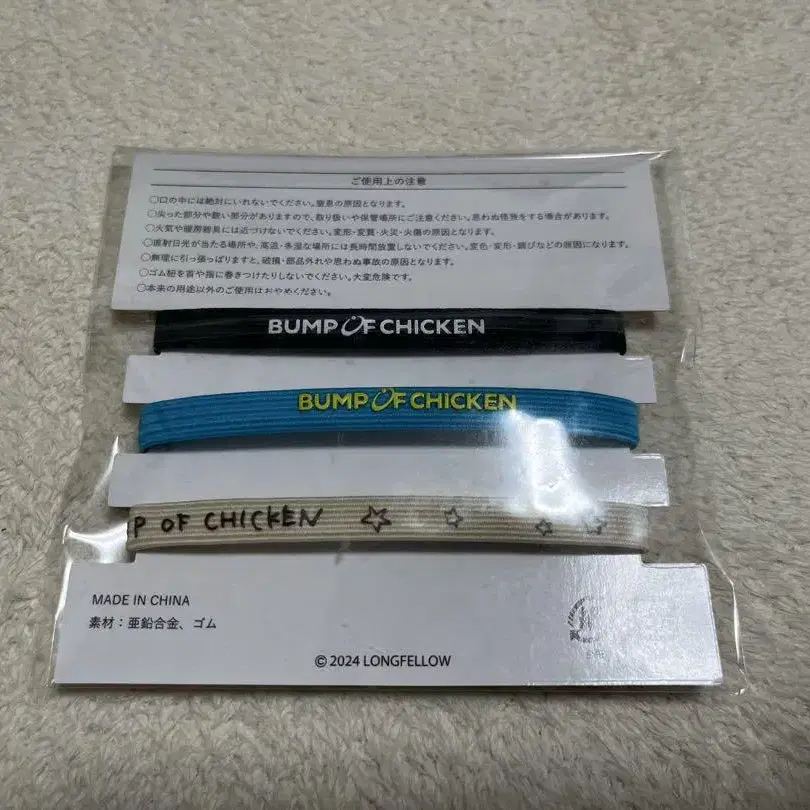 ご使用上の注意
○口の中には絶対にいれないでください。窒息の原因となります。
○尖った部分や鋭い部分がありますので、取り扱いや保管場所にご注意ください。思わぬ怪我をする場合があります。
○火気や暖房器具には近づけないでください。変形・変質・火災・火傷の原因となります。
○直射日光が当たる場所や、高温・多湿な場所には長時間放置しないでください。変色・変形・錆びなどの原因になります。
○無理に引っ張っぱりますと、破損・部品外れや思わぬ事故の原因となります。
○ゴム紐を首や指に巻きつけたりしないでください。大変危険です。
○本来の用途以外のご使用はおやめください。
BUMP OF CHICKEN
BUMP OF CHICKEN
P OF CHICKEN
MADE IN CHINA
素材：亜鉛合金、ゴム
© 2024 LONGFELLOW